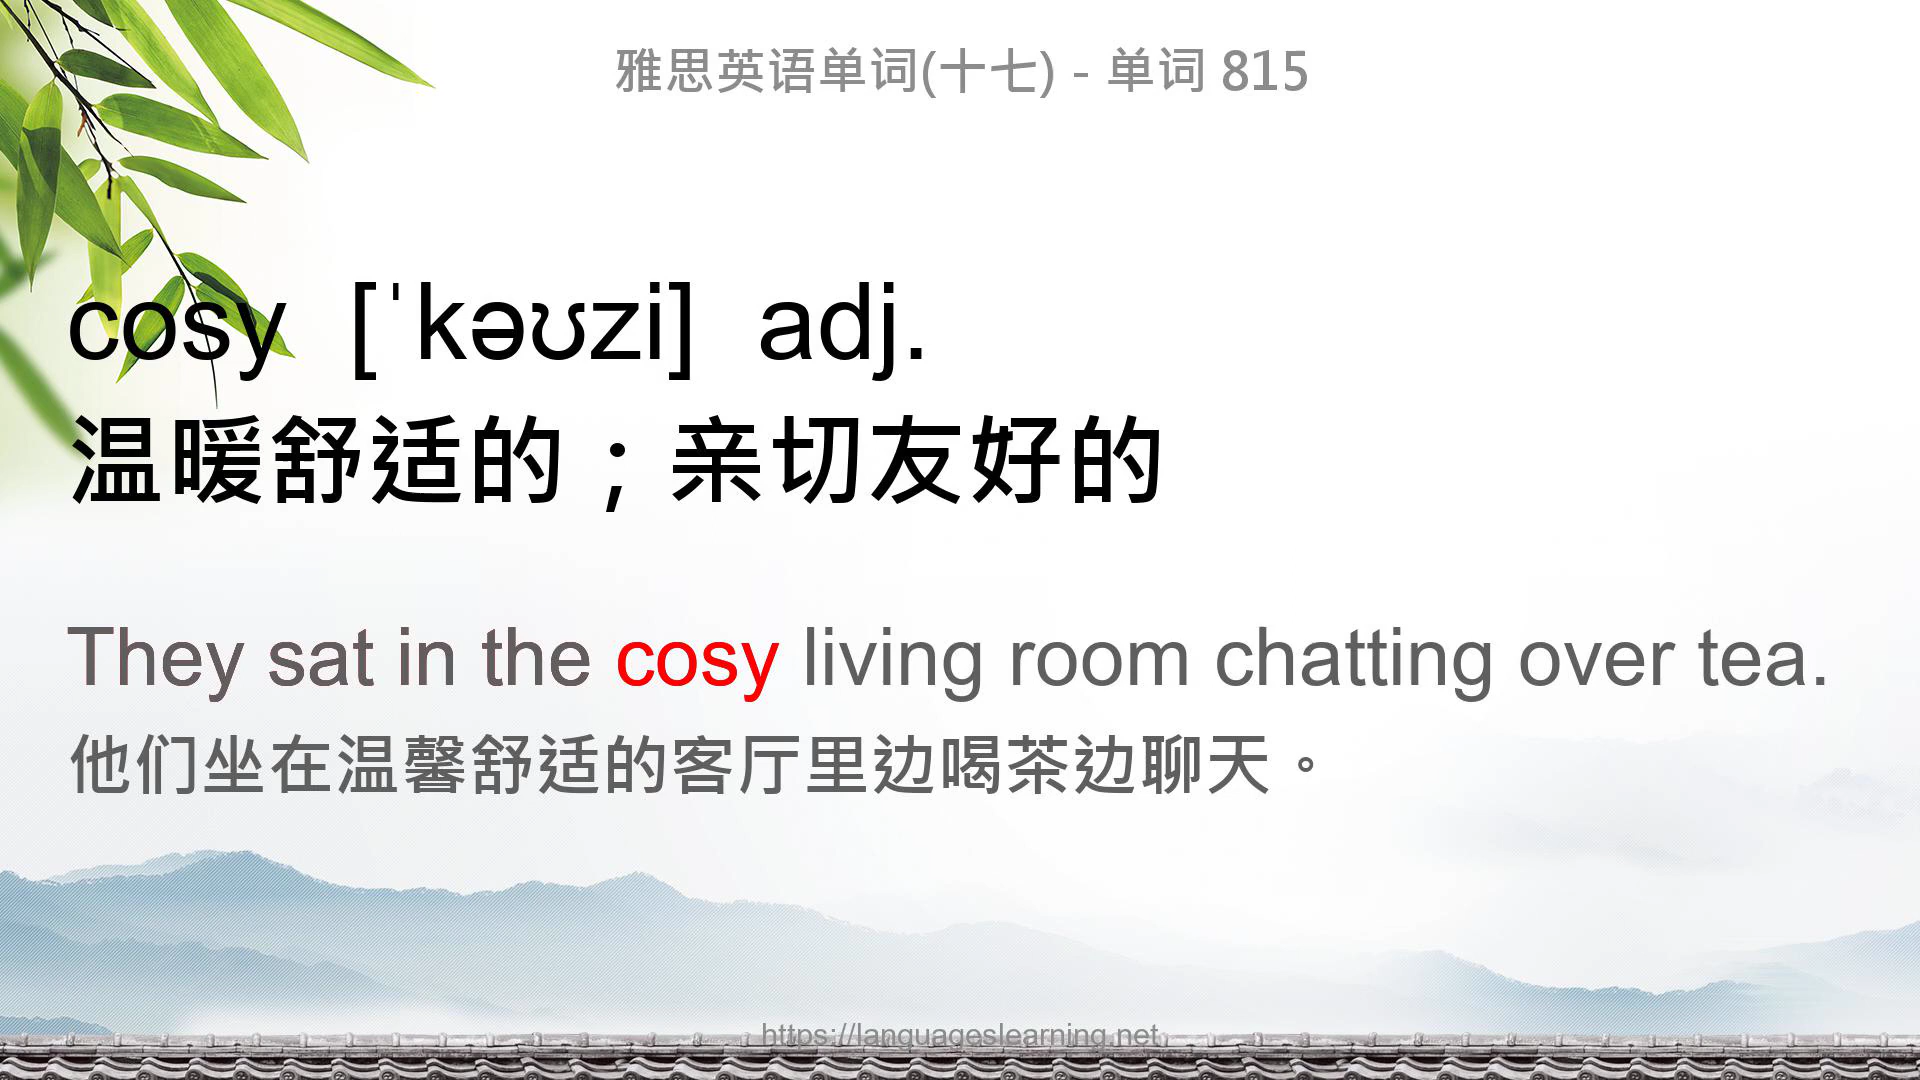 雅思英语单词(十七) - 单词 815
cosy [ˈkəʊzi] adj.
温暖舒适的；亲切友好的
They sat in the cosy living room chatting over tea.
他们坐在温馨舒适的客厅里边喝茶边聊天。
https://languageslearning.net